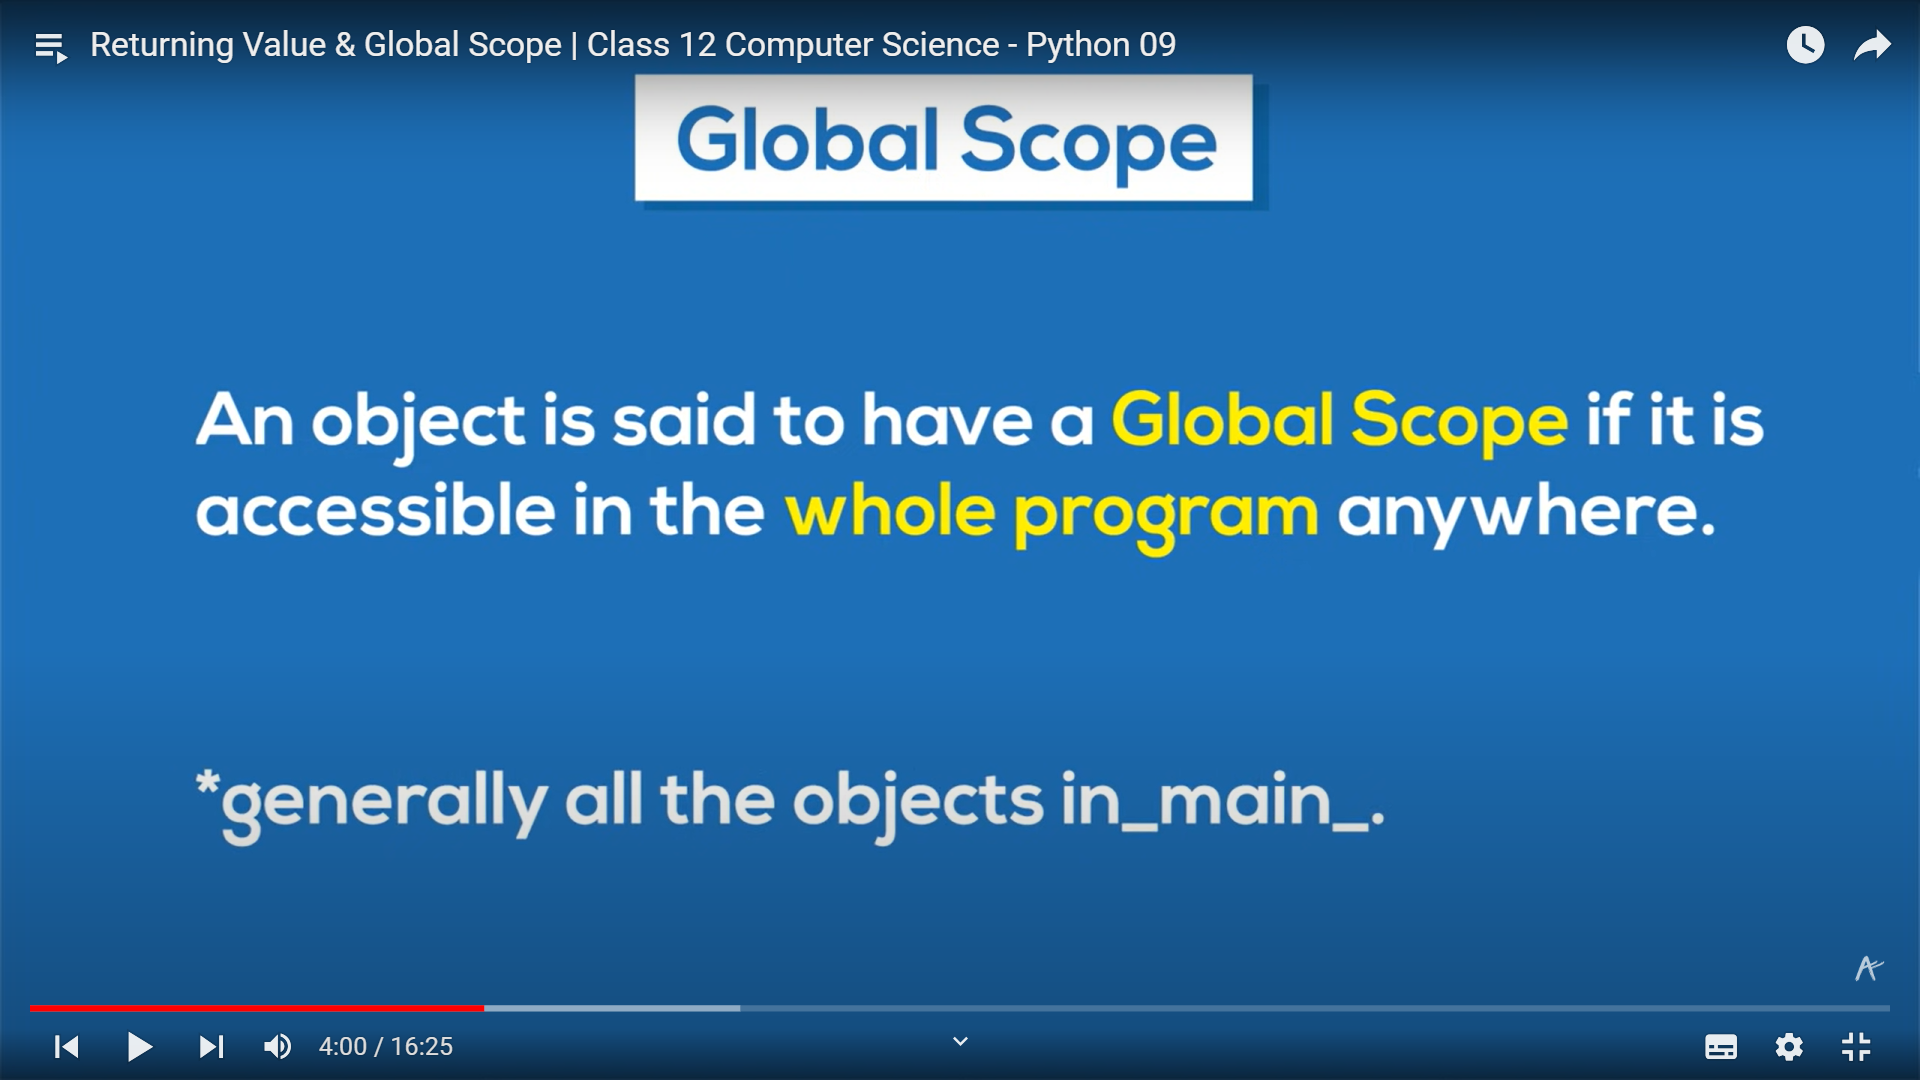 Returning Value & Global Scope | Class 12 Computer Science - Python 09
Global Scope
An object is said to have a Global Scope if it is
accessible in the whole program anywhere.
*generally all the objects in_main_.
4:00 / 16:25